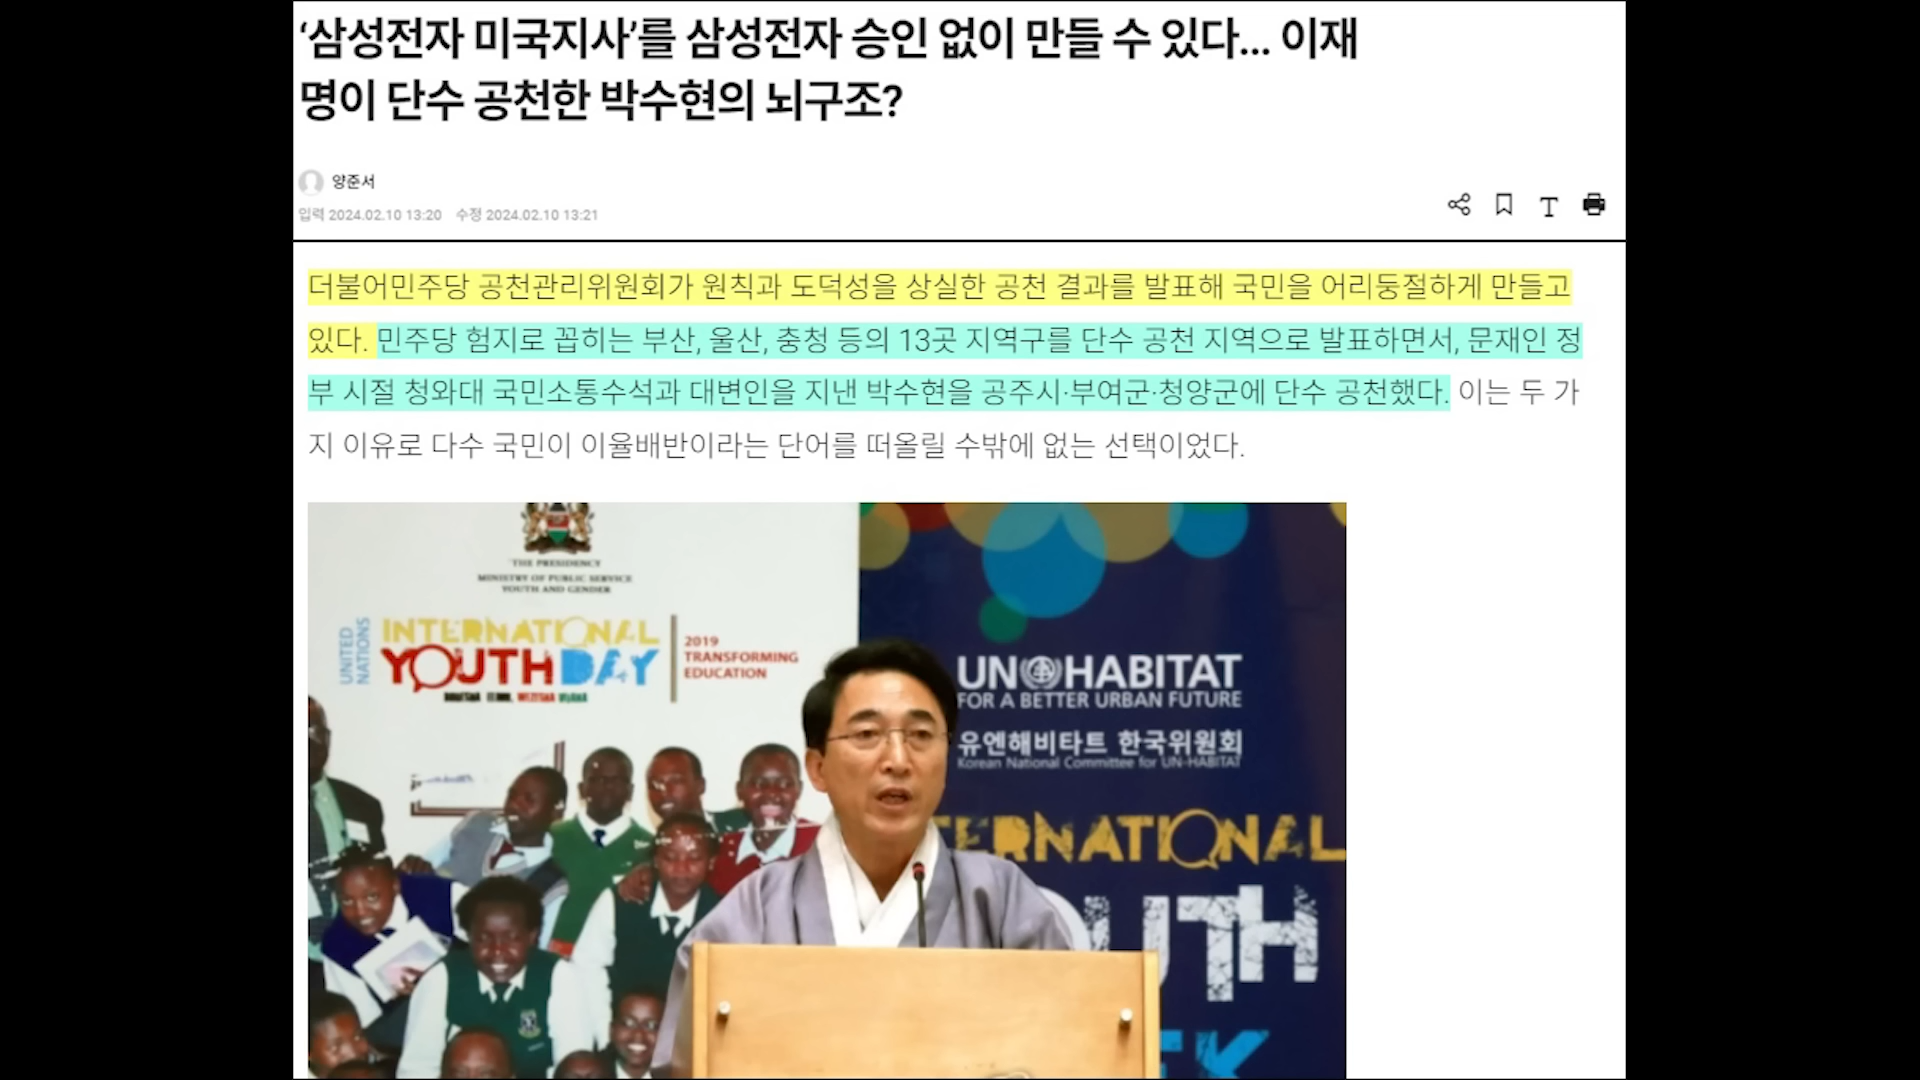 ‘삼성전자 미국지사’를 삼성전자 승인 없이 만들 수 있다... 이재
명이 단수 공천한 박수현의 뇌구조?
양준서
입력 2024.02.10 13:20 수정 2024.02.10 13:21
더불어민주당 공천관리위원회가 원칙과 도덕성을 상실한 공천 결과를 발표해 국민을 어리둥절하게 만들고
있다. 민주당 험지로 꼽히는 부산, 울산, 충청 등의 13곳 지역구를 단수 공천 지역으로 발표하면서, 문재인 정
부 시절 청와대 국민소통수석과 대변인을 지낸 박수현을 공주시·부여군·청양군에 단수 공천했다. 이는 두 가
지 이유로 다수 국민이 이율배반이라는 단어를 떠올릴 수밖에 없는 선택이었다.
THE PRESIDENCY
MINISTRY OF PUBLIC SERVICE
YOUTH AND GENDER
UNITED
NATIONS
INTERNATIONAL
YOUTH DAY
2019
TRANSFORMING
EDUCATION
UN HABITAT
FOR A BETTER URBAN FUTURE
유엔해비타트 한국위원회
Korean National Committee for UN-HABITAT
TERNATIONAL
UTH
EK